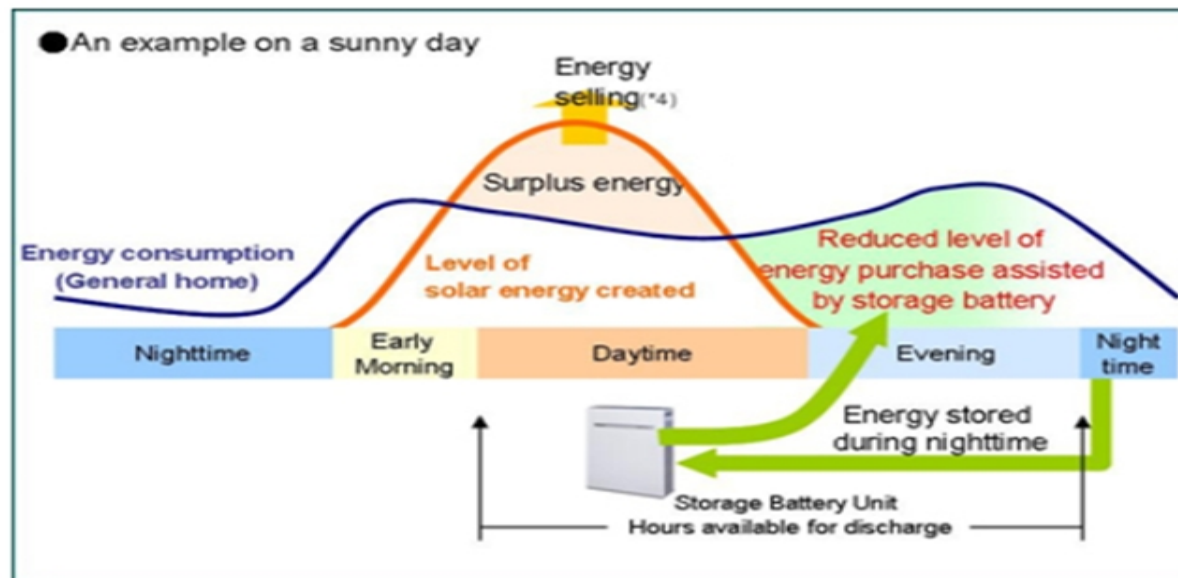 ●An example on a sunny day
Energy
selling(*4)
Surplus energy
Energy consumption
(General home)
Level of
solar energy created
Reduced level of
energy purchase assisted
by storage battery
Nighttime
Early
Morning
Daytime
Evening
Night
time
Energy stored
during nighttime
Storage Battery Unit
Hours available for discharge